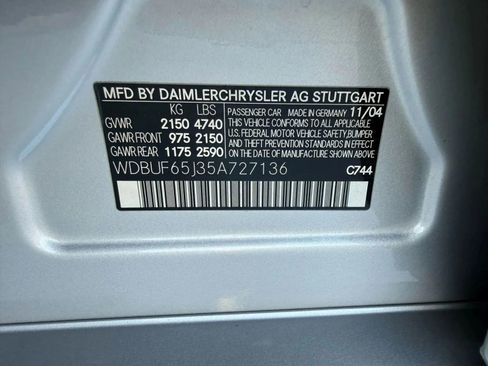 MFD BY DAIMLERCHRYSLER AG STUTTGART
KG LBS PASSENGER CAR MADE IN GERMANY 11/04
GVWR 2150 4740 THIS VEHICLE CONFORMS TO ALL APPLICABLE
GAWR FRONT 975 2150 U.S. FEDERAL MOTOR VEHICLE SAFETY, BUMPER
GAWR REAR 1175 2590 AND THEFT PREVENTION STANDARDS IN
EFFECT ON THE DATE OF MANUFACTURE
WDBUF65J35A727136 C744